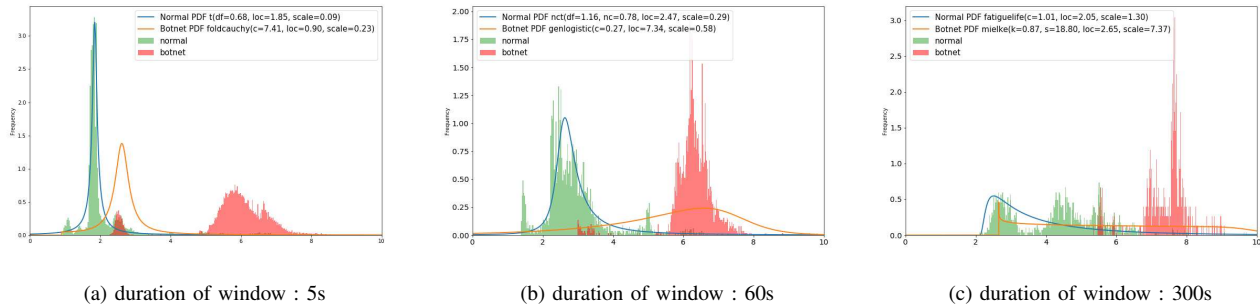 Normal PDF t(df=0.68, loc=1.85, scale=0.09)
Botnet PDF foldcauchy(c=7.41, loc=0.90, scale=0.23)
normal
botnet
Frequency
3.5
3.0
2.5
2.0
1.5
1.0
0.5
0.0
0 2 4 6 8 10
(a) duration of window : 5s
Normal PDF nct(df=1.16, nc=0.78, loc=2.47, scale=0.29)
Botnet PDF genlogistic(c=0.27, loc=7.34, scale=0.58)
normal
botnet
Frequency
2.00
1.75
1.50
1.25
1.00
0.75
0.50
0.25
0.00
0 2 4 6 8 10
(b) duration of window : 60s
Normal PDF fatiguelife(c=1.01, loc=2.05, scale=1.30)
Botnet PDF mielke(k=0.87, s=18.80, loc=2.65, scale=7.37)
normal
botnet
Frequency
3.0
2.5
2.0
1.5
1.0
0.5
0.0
0 2 4 6 8 10
(c) duration of window : 300s